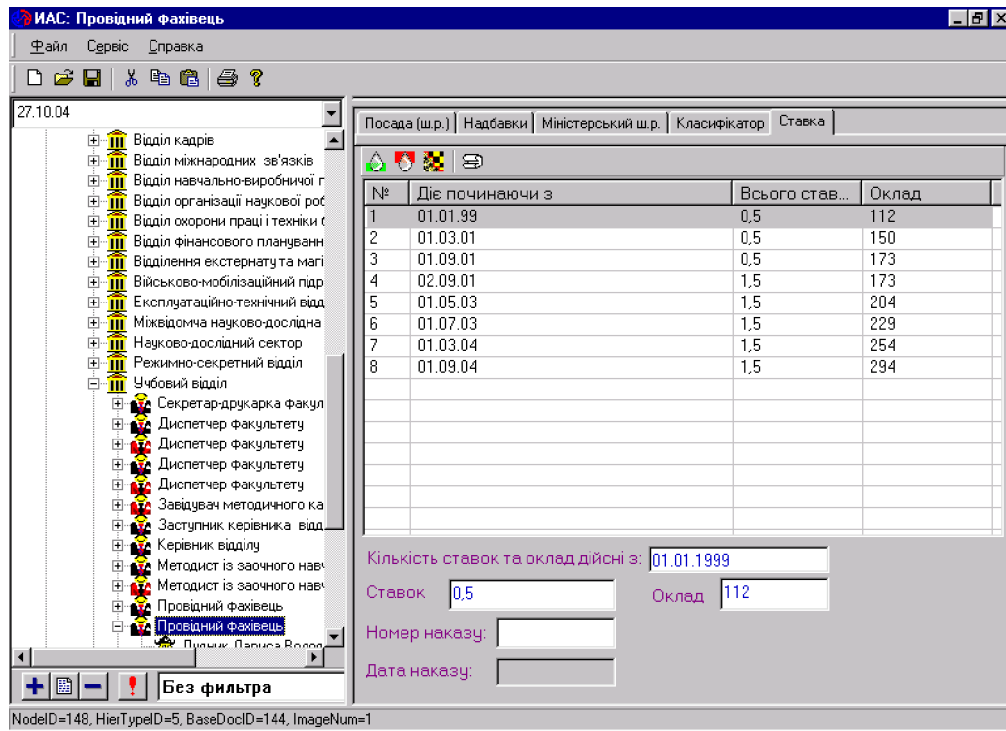 ИАС: Провідний фахівець
Файл Сервіс Справка
27.10.04
Відділ кадрів
Відділ міжнародних зв'язків
Відділ навчально-виробничої г
Відділ організації наукової роб
Відділ охорони праці і техніки б
Відділ фінансового плануванн
Відділення екстернату та магі
Військово-мобілізаційний підр
Експлуатаційно-технічний відд
Міжвідомча науково-дослідна
Науково-дослідний сектор
Режимно-секретний відділ
Учбовий відділ
Секретар-друкарка факул
Диспетчер факультету
Диспетчер факультету
Диспетчер факультету
Диспетчер факультету
Завідувач методичного ка
Заступник керівника відд
Керівник відділу
Методист із заочного навч
Методист із заочного навч
Провідний фахівець
Провідний фахівець
Лариса Волод
Без фильтра
Посада (ш.р.) Надбавки Міністерський ш.р. Класифікатор Ставка
№ Діє починаючи з Всього став... Оклад
1 01.01.99 0,5 112
2 01.03.01 0,5 150
3 01.09.01 0,5 173
4 02.09.01 1,5 173
5 01.05.03 1,5 204
6 01.07.03 1,5 229
7 01.03.04 1,5 254
8 01.09.04 1,5 294
Кількість ставок та оклад дійсні з: 01.01.1999
Ставок 0,5 Оклад 112
Номер наказу:
Дата наказу:
NodeID=148, HierTypeID=5, BaseDocID=144, ImageNum=1